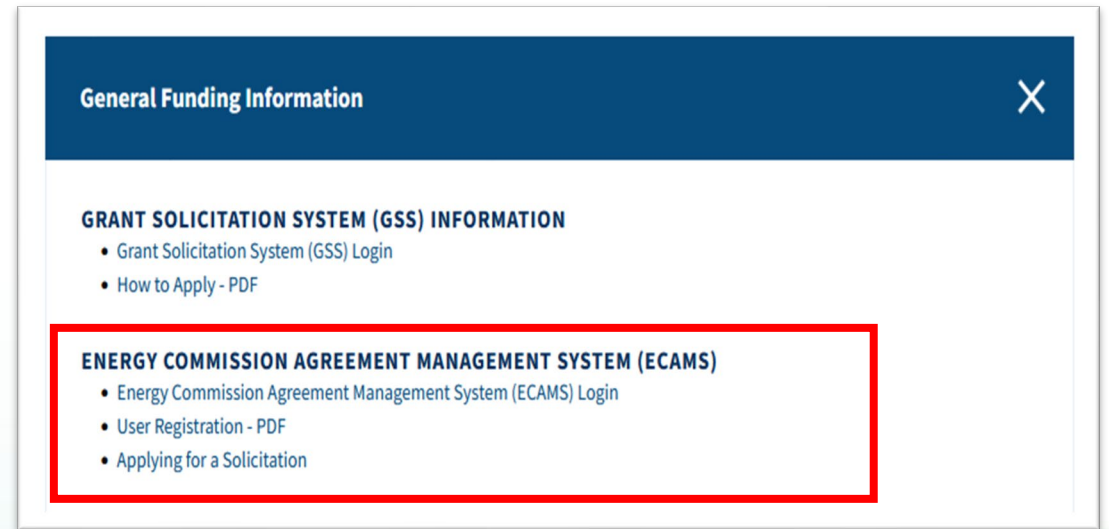 General Funding Information
GRANT SOLICITATION SYSTEM (GSS) INFORMATION
• Grant Solicitation System (GSS) Login
• How to Apply - PDF
ENERGY COMMISSION AGREEMENT MANAGEMENT SYSTEM (ECAMS)
• Energy Commission Agreement Management System (ECAMS) Login
• User Registration - PDF
• Applying for a Solicitation